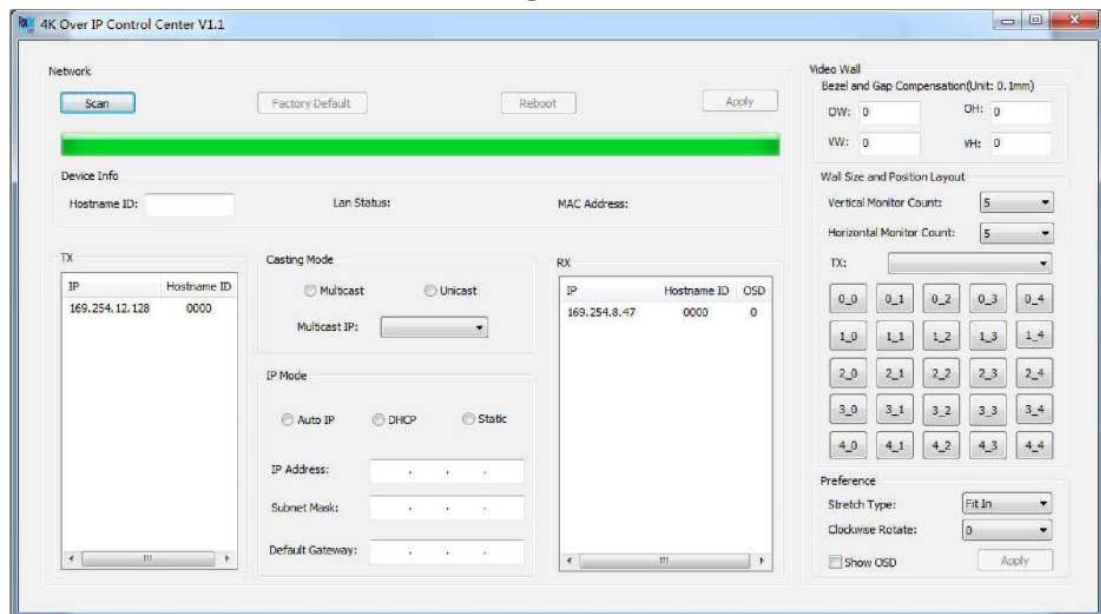 4K Over IP Control Center V1.1
Network
Scan
Factory Default
Reboot
Apply
Device Info
Hostname ID:
Lan Status:
MAC Address:
TX
IP Hostname ID
169.254.12.128 0000
Casting Mode
Multicast
Unicast
Multicast IP:
IP Mode
Auto IP
DHCP
Static
IP Address:
Subnet Mask:
Default Gateway:
RX
IP Hostname ID OSD
169.254.8.47 0000 0
Video Wall
Bezel and Gap Compensation(Unit: 0.1mm)
OW: 0 OH: 0
VW: 0 VH: 0
Wall Size and Position Layout
Vertical Monitor Count: 5
Horizontal Monitor Count: 5
TX:
0_0 0_1 0_2 0_3 0_4
1_0 1_1 1_2 1_3 1_4
2_0 2_1 2_2 2_3 2_4
3_0 3_1 3_2 3_3 3_4
4_0 4_1 4_2 4_3 4_4
Preference
Stretch Type: Fit In
Clockwise Rotate: 0
Show OSD
Apply